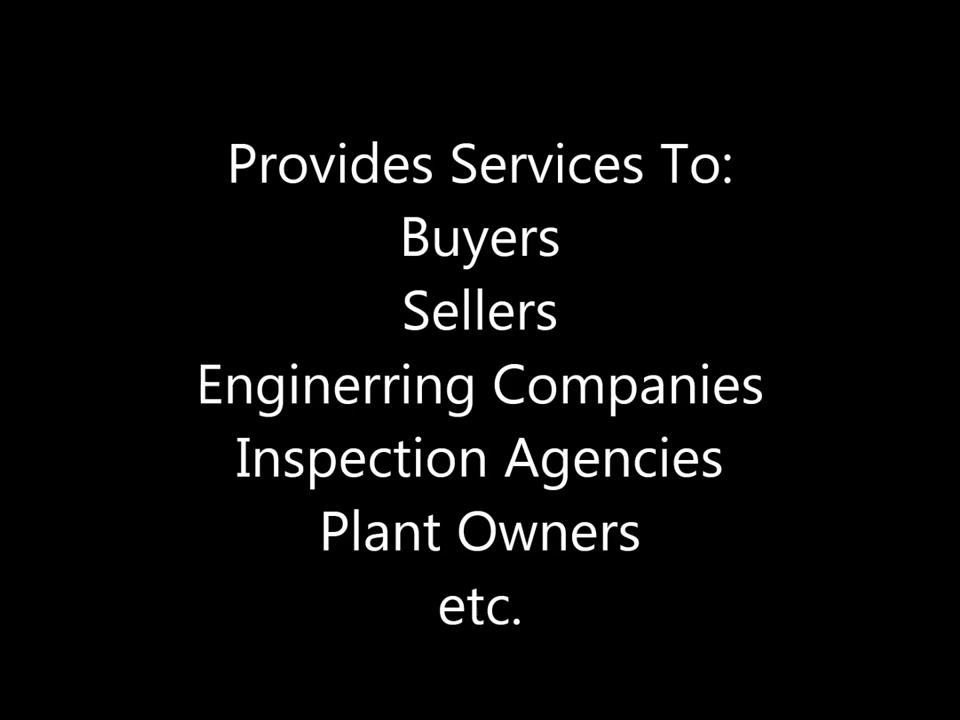 Provides Services To:
Buyers
Sellers
Enginerring Companies
Inspection Agencies
Plant Owners
etc.